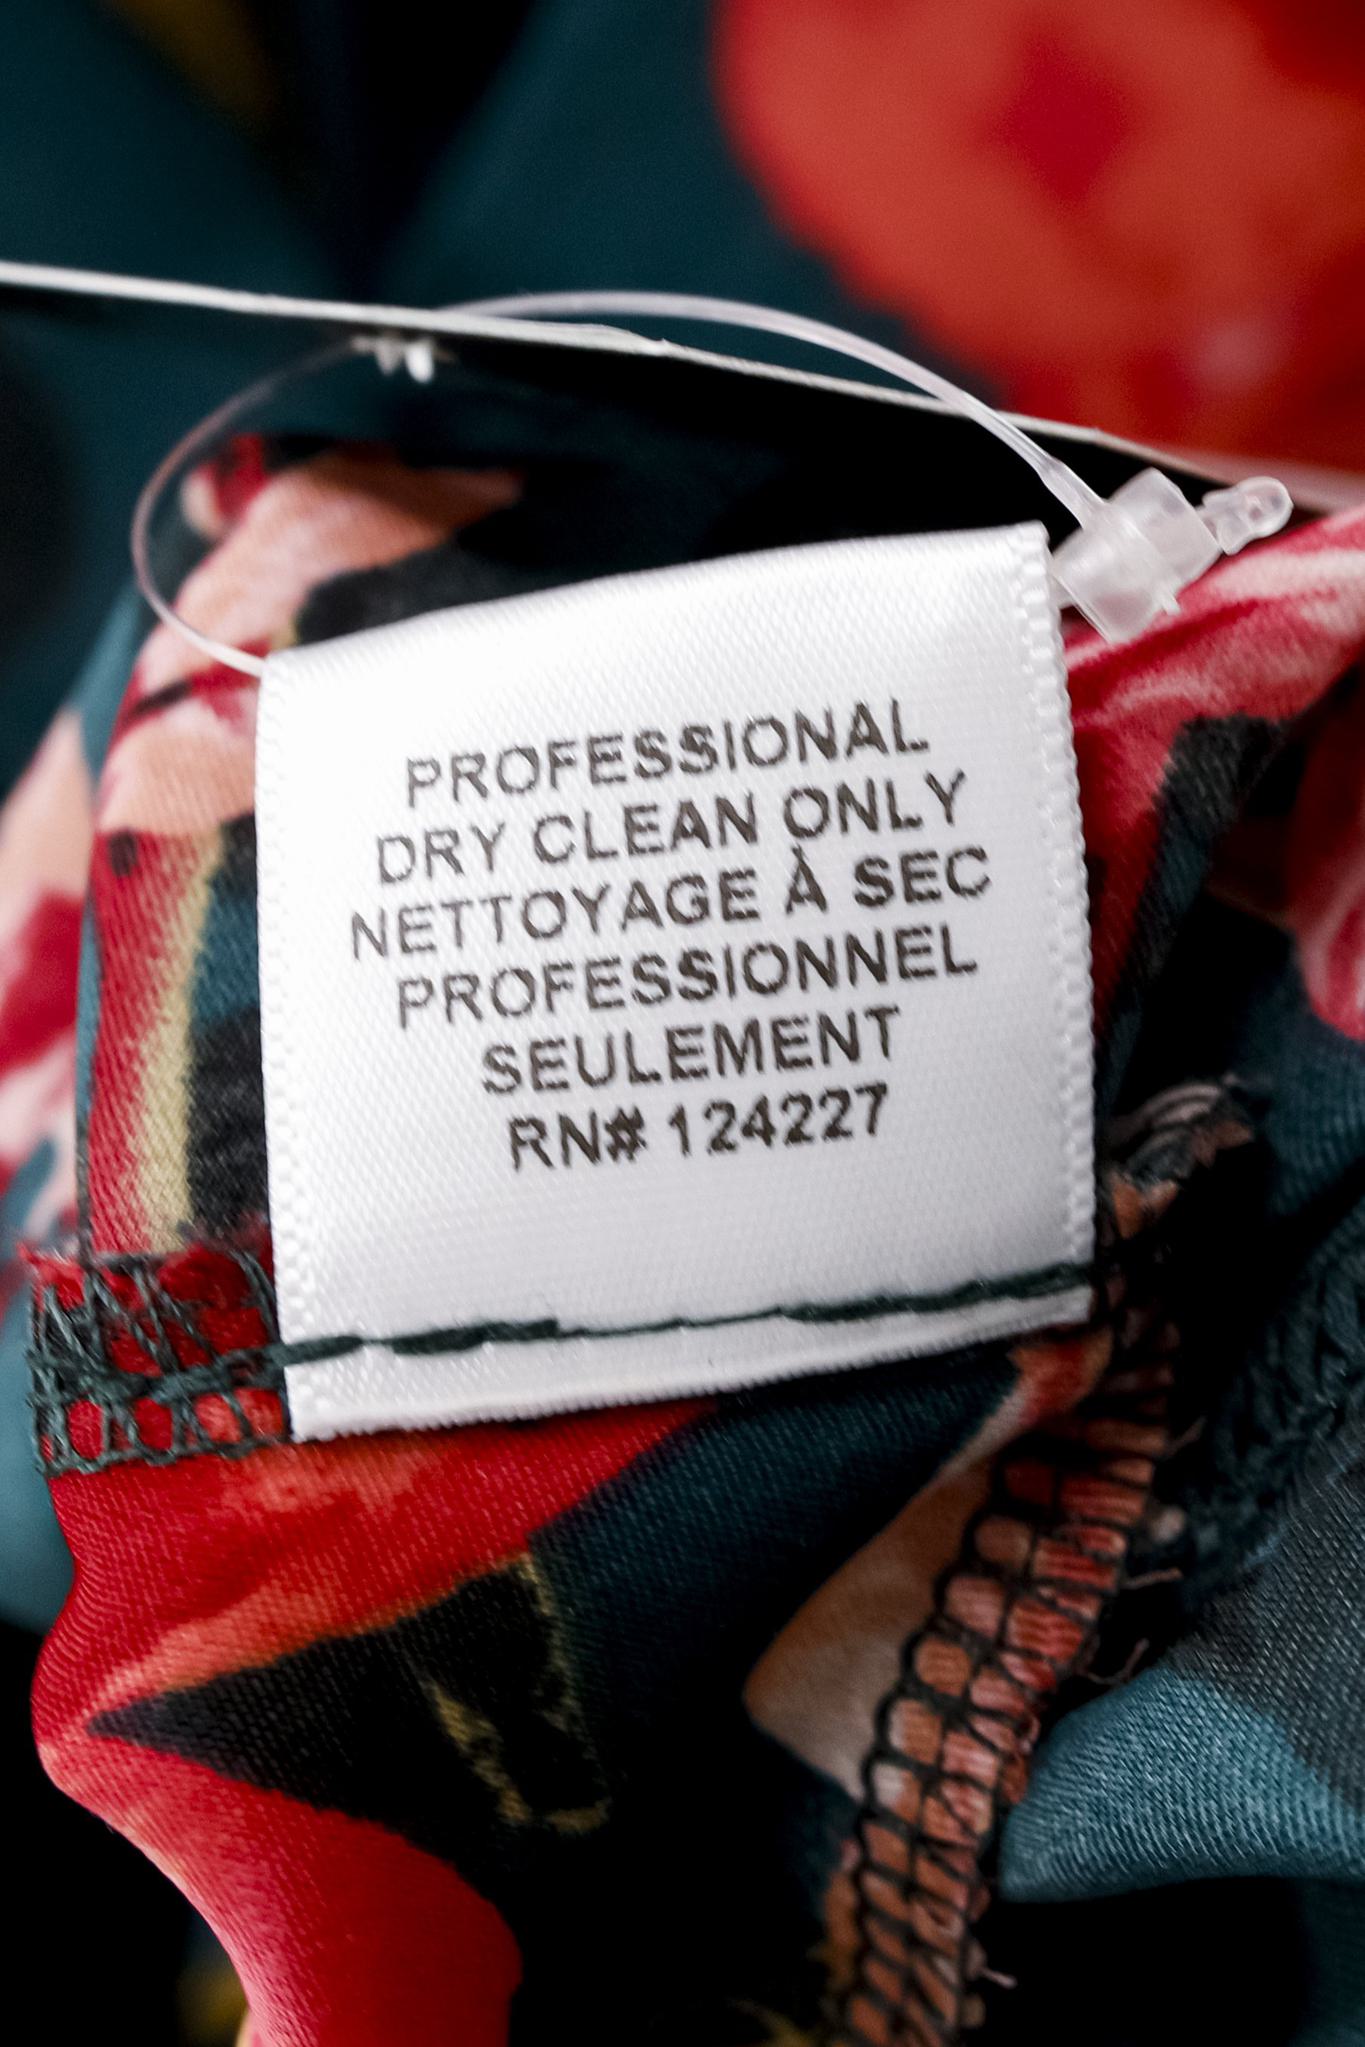 PROFESSIONAL
DRY CLEAN ONLY
NETTOYAGE À SEC
PROFESSIONNEL
SEULEMENT
RN# 124227